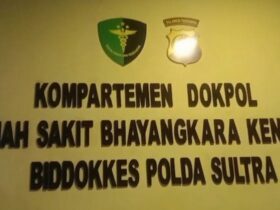 KOMPARTEMEN DOKPOL
SAKIT BHAYANGKARA
BIDDOKKES POLDA SULTRA